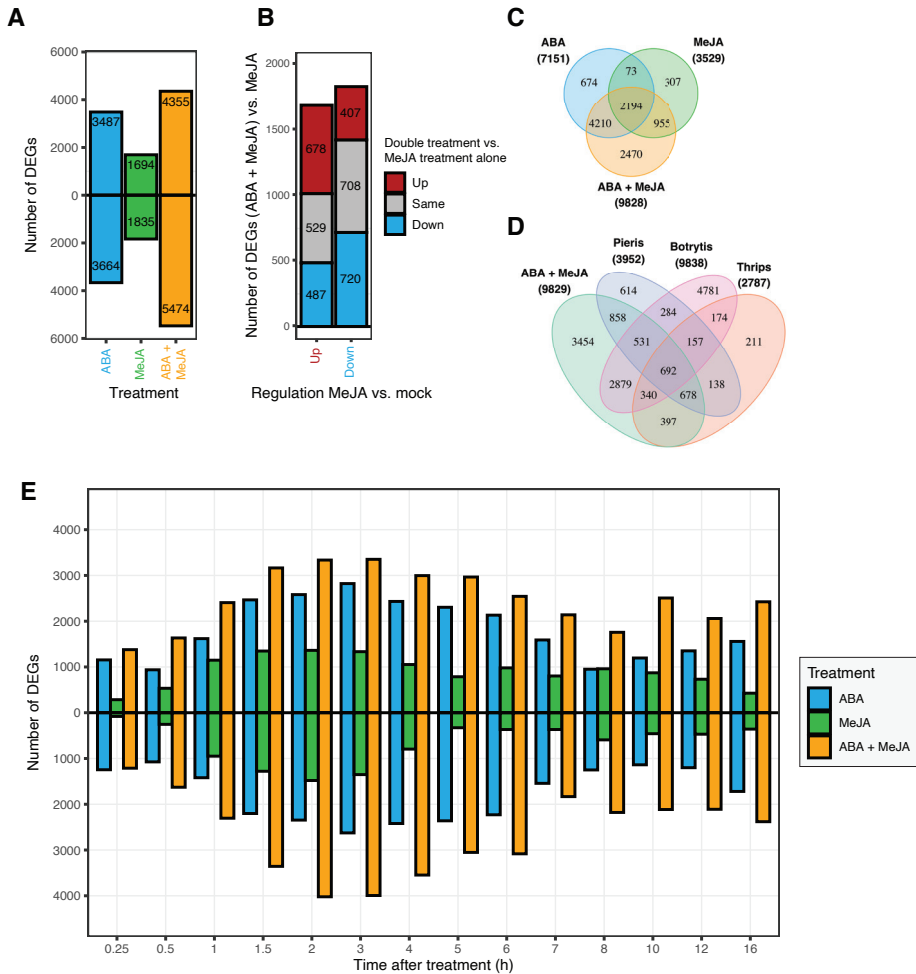 A
Number of DEGs
6000
4000
2000
0
2000
4000
6000
3487
1694
4355
3664
1835
5474
ABA
MeJA
ABA +
MeJA
Treatment
B
Number of DEGs (ABA + MeJA) vs. MeJA
2000
1500
1000
500
0
678
529
487
407
708
720
Up
Down
Regulation MeJA vs. mock
Double treatment vs.
MeJA treatment alone
Up
Same
Down
C
ABA
(7151)
MeJA
(3529)
674
73
307
2194
4210
955
2470
ABA + MeJA
(9828)
D
ABA + MeJA
(9829)
Pieris
(3952)
Botrytis
(9838)
Thrips
(2787)
614
4781
858
284
174
3454
531
157
211
692
2879
138
340
678
397
E
Number of DEGs
4000
3000
2000
1000
0
1000
2000
3000
4000
0.25
0.5
1
1.5
2
3
4
5
6
7
8
10
12
16
Time after treatment (h)
Treatment
ABA
MeJA
ABA + MeJA